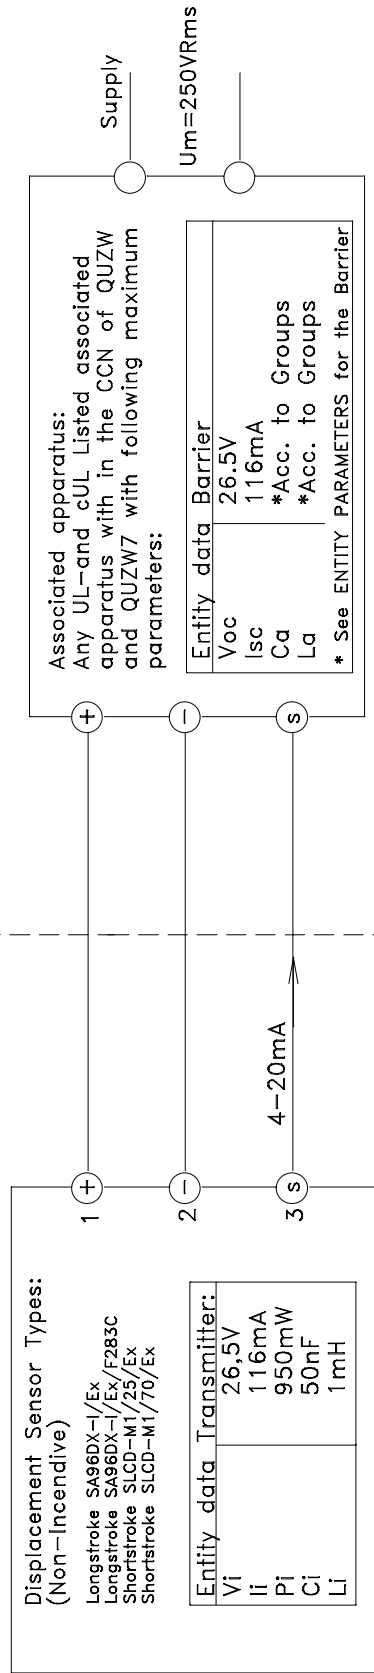 Displacement Sensor Types:
(Non-Incendive)
Longstroke SA96DX-I/Ex
Longstroke SA96DX-I/Ex/F283C
Shortstroke SLCD-M1/25/Ex
Shortstroke SLCD-M1/70/Ex
Entity data Transmitter:
Vi 26,5V
Ii 116mA
Pi 950mW
Ci 50nF
Li 1mH
1 +
2 -
3 s
4-20mA
+
-
s
Associated apparatus:
Any UL-and cUL Listed associated
apparatus with in the CCN of QUZW
and QUZW7 with following maximum
parameters:
Entity data Barrier
Voc 26.5V
Isc 116mA
Ca *Acc. to Groups
La *Acc. to Groups
* See ENTITY PARAMETERS for the Barrier
Supply
Um=250VRms